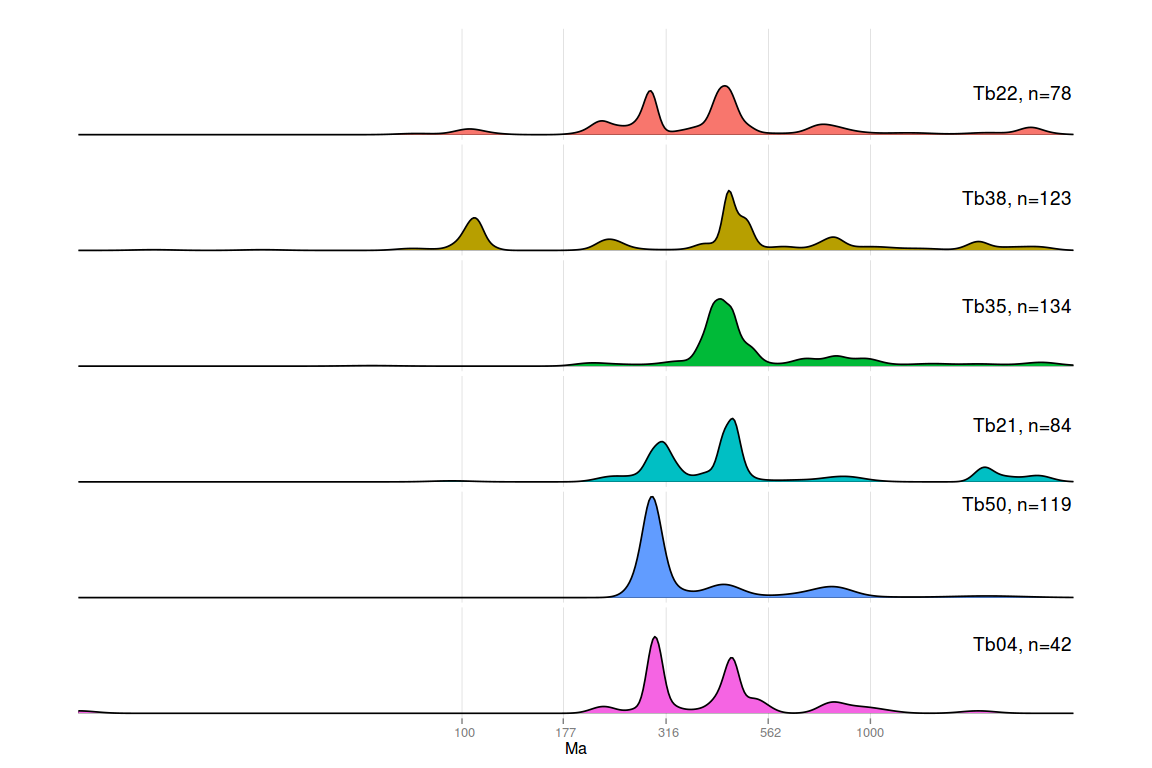 Tb22, n=78
Tb38, n=123
Tb35, n=134
Tb21, n=84
Tb50, n=119
Tb04, n=42
100 177 316 562 1000
Ma